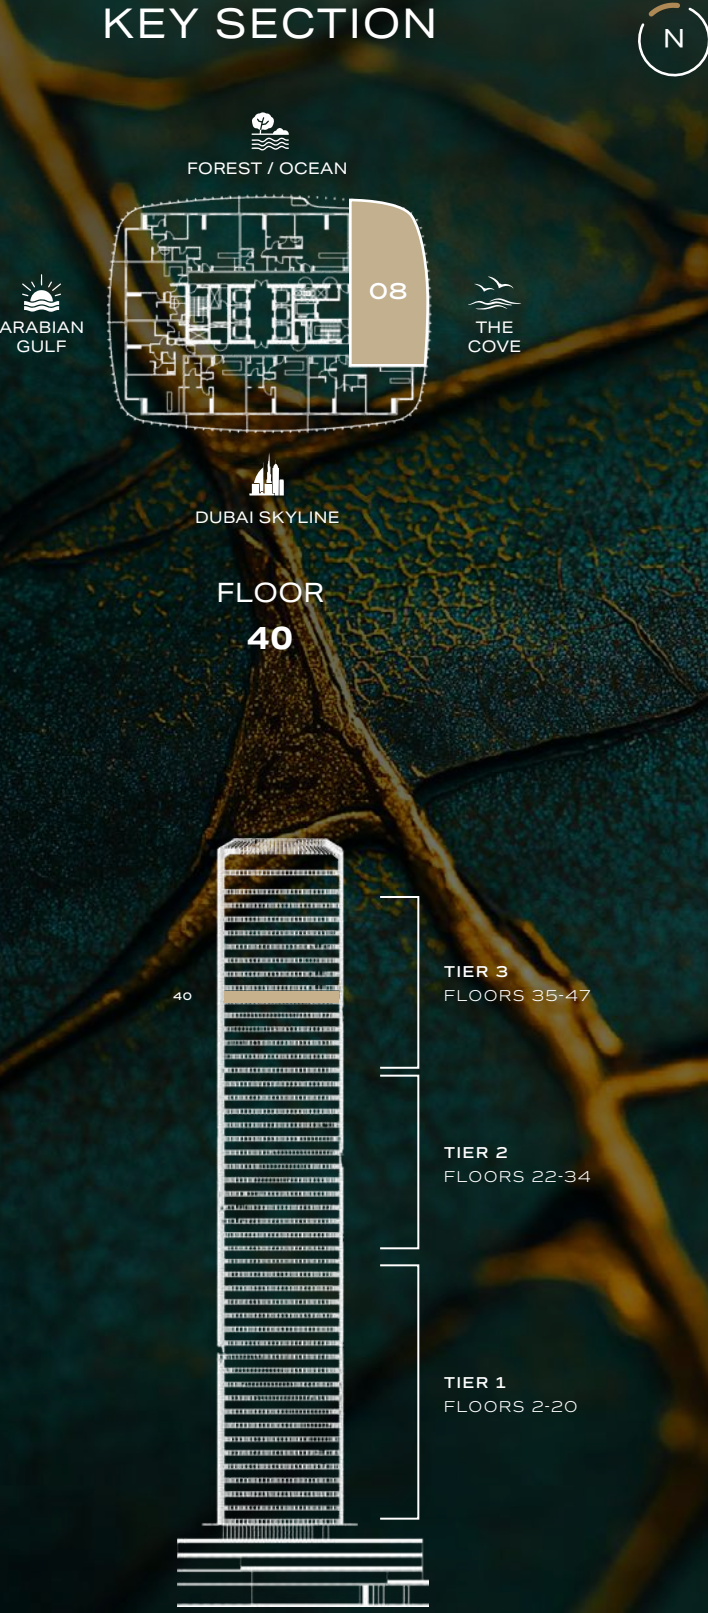 KEY SECTION
N
FOREST / OCEAN
08
ARABIAN
GULF
THE
COVE
DUBAI SKYLINE
FLOOR
40
TIER 3
FLOORS 35-47
40
TIER 2
FLOORS 22-34
TIER 1
FLOORS 2-20